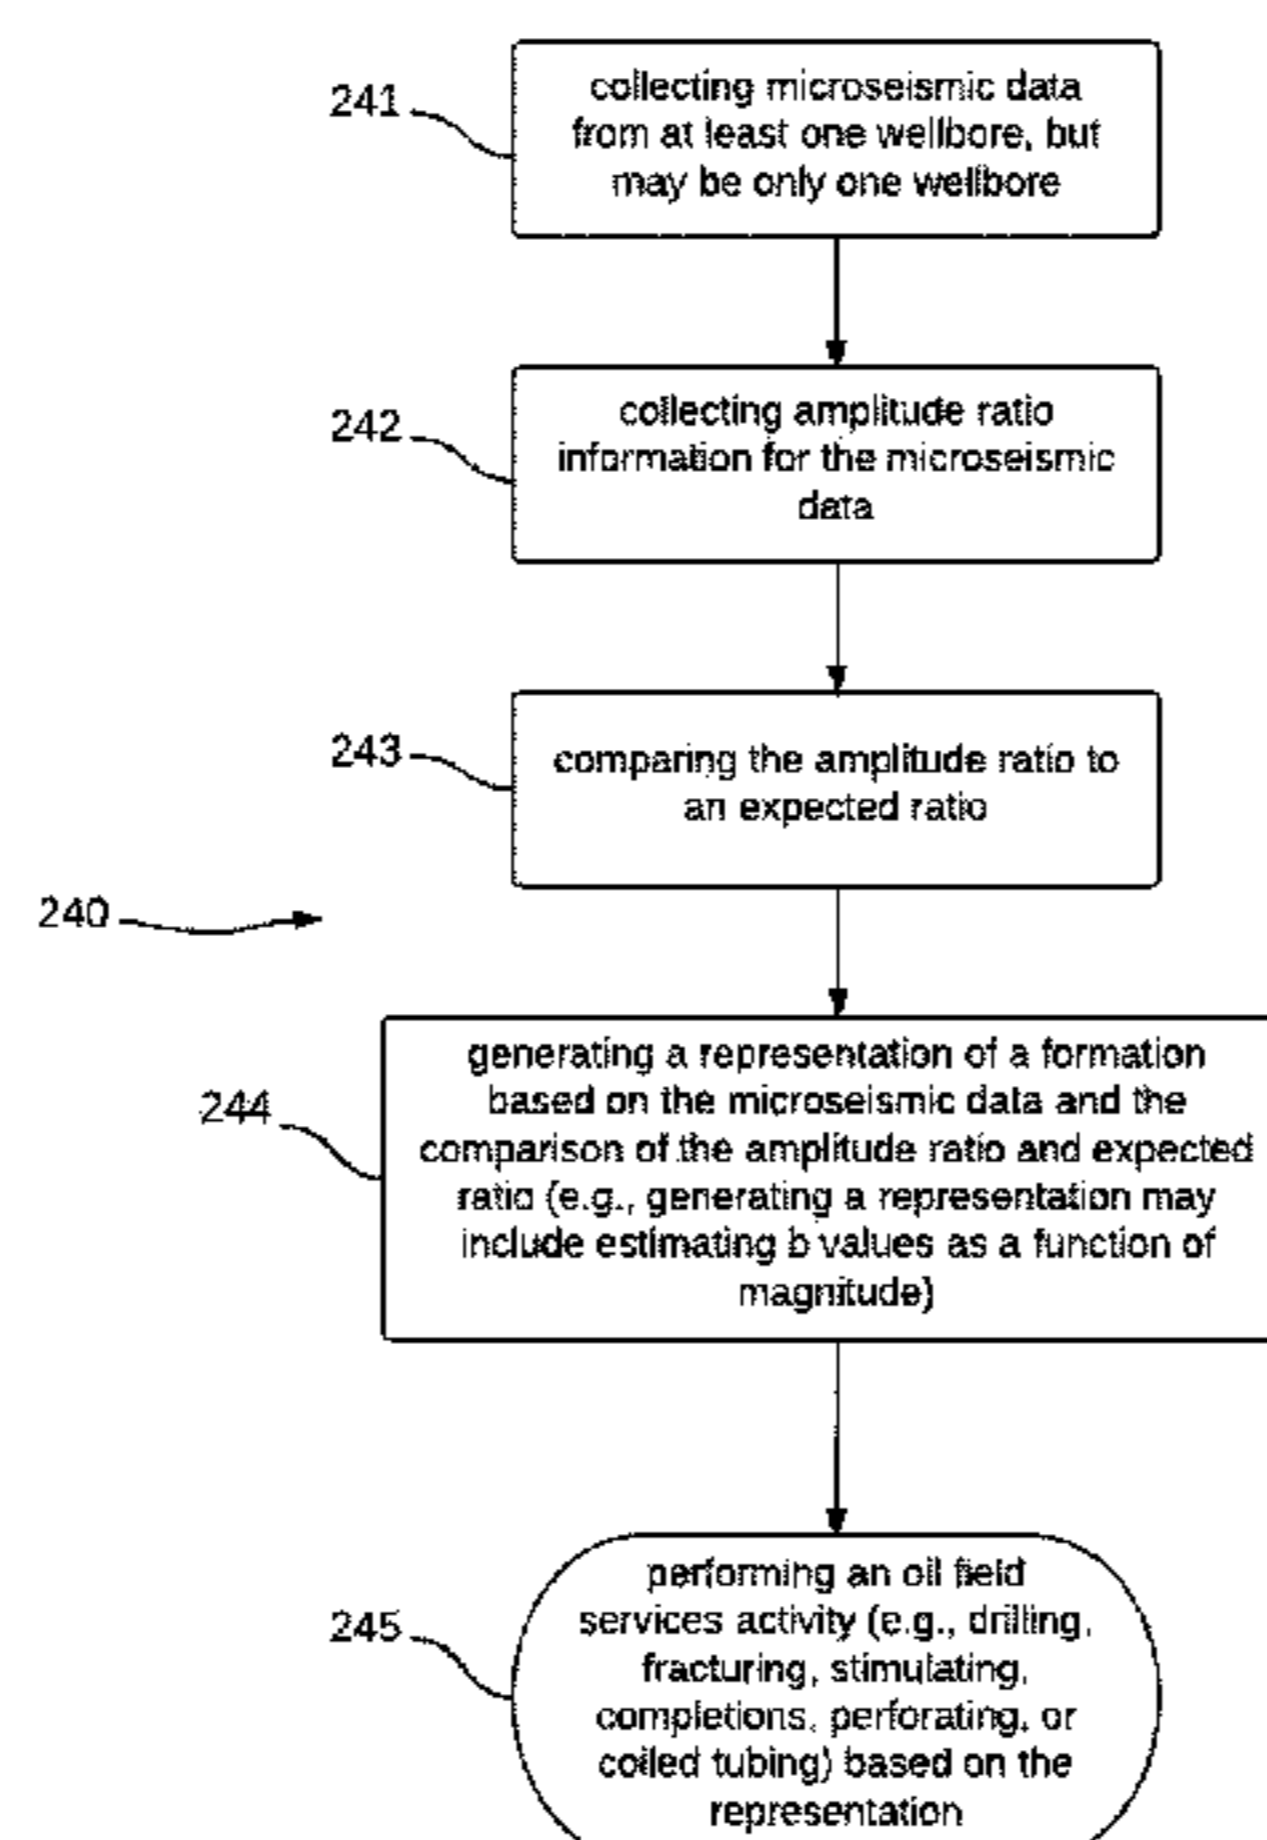 241
collecting microseismic data
from at least one wellbore, but
may be only one wellbore
242
collecting amplitude ratio
information for the microseismic
data
243
comparing the amplitude ratio to
an expected ratio
240
244
generating a representation of a formation
based on the microseismic data and the
comparison of the amplitude ratio and expected
ratio (e.g., generating a representation may
include estimating b values as a function of
magnitude)
245
performing an oil field
services activity (e.g., drilling,
fracturing, stimulating,
completions, perforating, or
coiled tubing) based on the
representation